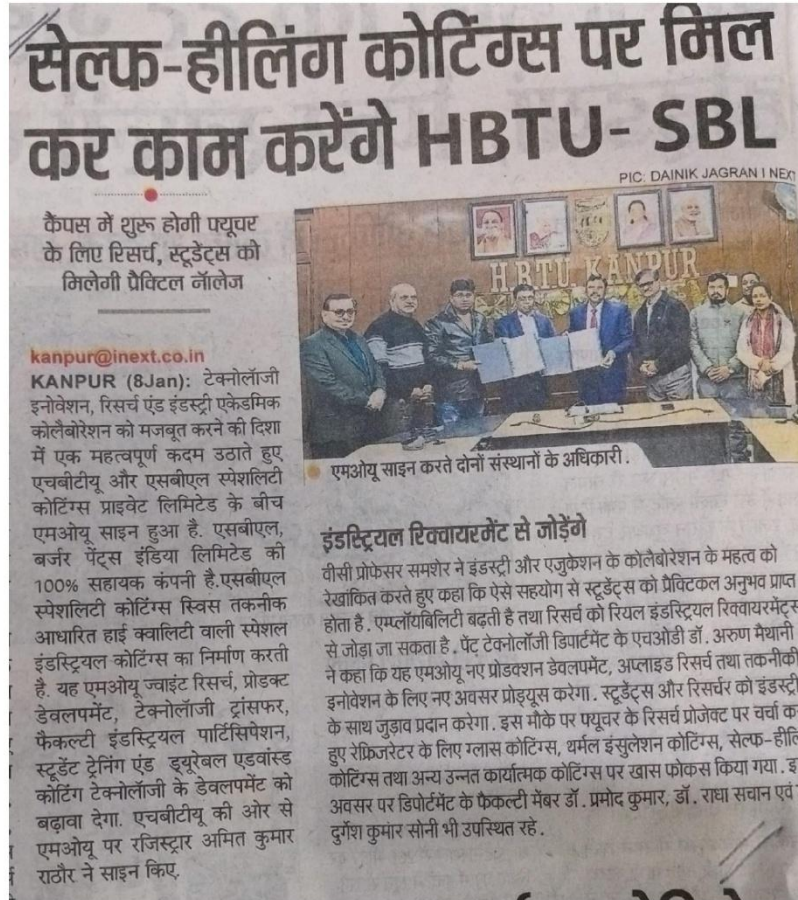 सेल्फ-हीलिंग कोटिंग्स पर मिल
कर काम करेंगे HBTU- SBL
PIC: DAINIK JAGRAN I NEXT
कैंपस में शुरू होगी फ्यूचर
के लिए रिसर्च, स्टूडेंट्स को
मिलेगी प्रैक्टिल नॉलेज
H.B.T.U. KANPUR
एमओयू साइन करते दोनों संस्थानों के अधिकारी.
kanpur@inext.co.in
KANPUR (8Jan): टेक्नोलॉजी
इनोवेशन, रिसर्च एंड इंडस्ट्री एकेडमिक
कोलैबोरेशन को मजबूत करने की दिशा
में एक महत्वपूर्ण कदम उठाते हुए
एचबीटीयू और एसबीएल स्पेशलिटी
कोटिंग्स प्राइवेट लिमिटेड के बीच
एमओयू साइन हुआ है. एसबीएल,
बर्जर पेंट्स इंडिया लिमिटेड की
100% सहायक कंपनी है.एसबीएल
स्पेशलिटी कोटिंग्स स्विस तकनीक
आधारित हाई क्वालिटी वाली स्पेशल
इंडस्ट्रियल कोटिंग्स का निर्माण करती
है. यह एमओयू ज्वाइंट रिसर्च, प्रोडक्ट
डेवलपमेंट, टेक्नोलॉजी ट्रांसफर,
फैकल्टी इंडस्ट्रियल पार्टिसिपेशन,
स्टूडेंट ट्रेनिंग एंड ड्यूरेबल एडवांस्ड
कोटिंग टेक्नोलॉजी के डेवलपमेंट को
बढ़ावा देगा. एचबीटीयू की ओर से
एमओयू पर रजिस्ट्रार अमित कुमार
राठौर ने साइन किए.
इंडस्ट्रियल रिक्वायरमेंट से जोड़ेंगे
वीसी प्रोफेसर समशेर ने इंडस्ट्री और एजुकेशन के कोलैबोरेशन के महत्व को
रेखांकित करते हुए कहा कि ऐसे सहयोग से स्टूडेंट्स को प्रैक्टिकल अनुभव प्राप्त
होता है. एम्प्लॉयबिलिटी बढ़ती है तथा रिसर्च को रियल इंडस्ट्रियल रिक्वायरमेंट्स
से जोड़ा जा सकता है. पेंट टेक्नोलॉजी डिपार्टमेंट के एचओडी डॉ. अरुण मैथानी
ने कहा कि यह एमओयू नए प्रोडक्शन डेवलपमेंट, अप्लाइड रिसर्च तथा तकनीकी
इनोवेशन के लिए नए अवसर प्रोड्यूस करेगा. स्टूडेंट्स और रिसर्चर को इंडस्ट्री
के साथ जुड़ाव प्रदान करेगा. इस मौके पर फ्यूचर के रिसर्च प्रोजेक्ट पर चर्चा
हुए रेफ्रिजरेटर के लिए ग्लास कोटिंग्स, थर्मल इंसुलेशन कोटिंग्स,
कोटिंग्स तथा अन्य उन्नत कार्यात्मक कोटिंग्स पर खास फोकस किया गया.
अवसर पर डिपोर्टमेंट के फैकल्टी मेंबर डॉ. प्रमोद कुमार, डॉ. राधा सचान एवं
दुर्गेश कुमार सोनी भी उपस्थित रहे.